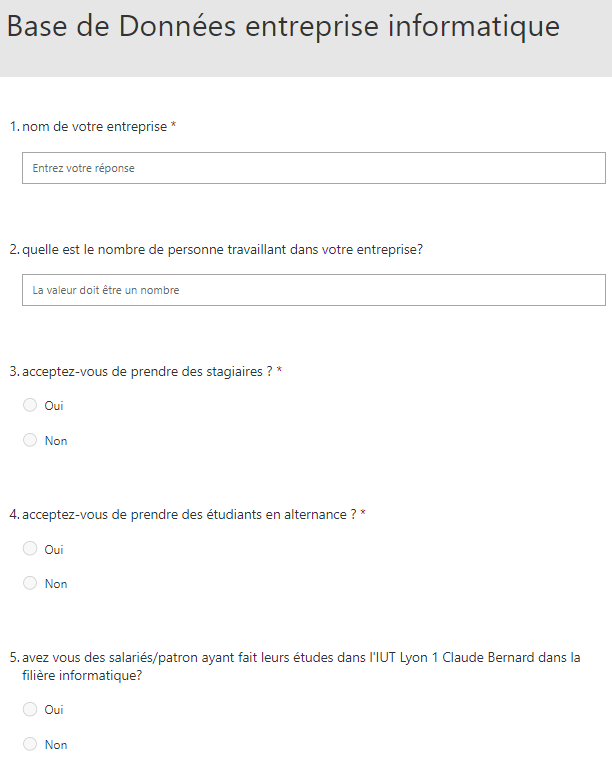 Base de Données entreprise informatique
1. nom de votre entreprise *
Entrez votre réponse
2. quelle est le nombre de personne travaillant dans votre entreprise?
La valeur doit être un nombre
3. acceptez-vous de prendre des stagiaires ? *
Oui
Non
4. acceptez-vous de prendre des étudiants en alternance ? *
Oui
Non
5. avez vous des salariés/patron ayant fait leurs études dans l'IUT Lyon 1 Claude Bernard dans la
filière informatique?
Oui
Non